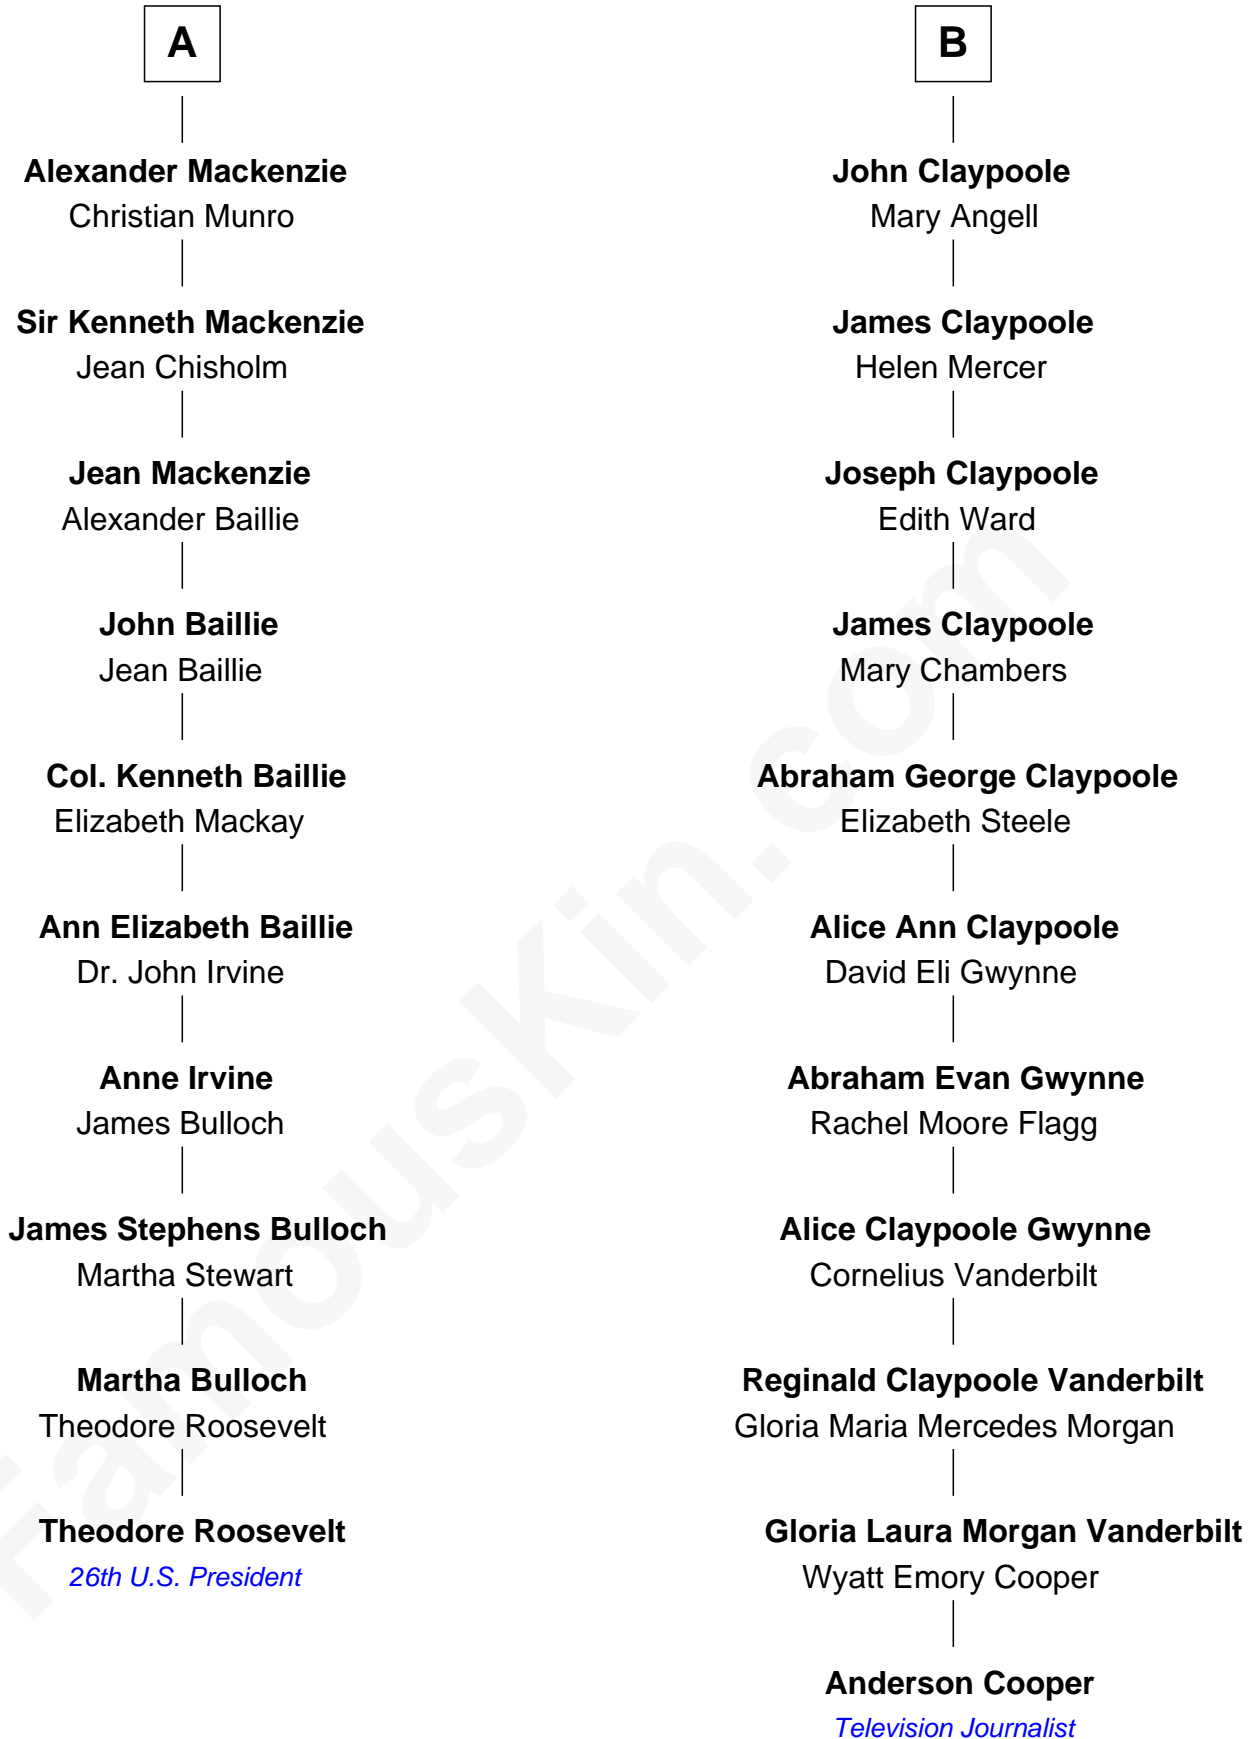 A
Alexander Mackenzie
Christian Munro
Sir Kenneth Mackenzie
Jean Chisholm
Jean Mackenzie
Alexander Baillie
John Baillie
Jean Baillie
Col. Kenneth Baillie
Elizabeth Mackay
Ann Elizabeth Baillie
Dr. John Irvine
Anne Irvine
James Bulloch
James Stephens Bulloch
Martha Stewart
Martha Bulloch
Theodore Roosevelt
Theodore Roosevelt
26th U.S. President
B
John Claypoole
Mary Angell
James Claypoole
Helen Mercer
Joseph Claypoole
Edith Ward
James Claypoole
Mary Chambers
Abraham George Claypoole
Elizabeth Steele
Alice Ann Claypoole
David Eli Gwynne
Abraham Evan Gwynne
Rachel Moore Flagg
Alice Claypoole Gwynne
Cornelius Vanderbilt
Reginald Claypoole Vanderbilt
Gloria Maria Mercedes Morgan
Gloria Laura Morgan Vanderbilt
Wyatt Emory Cooper
Anderson Cooper
Television Journalist
FamousKin.com